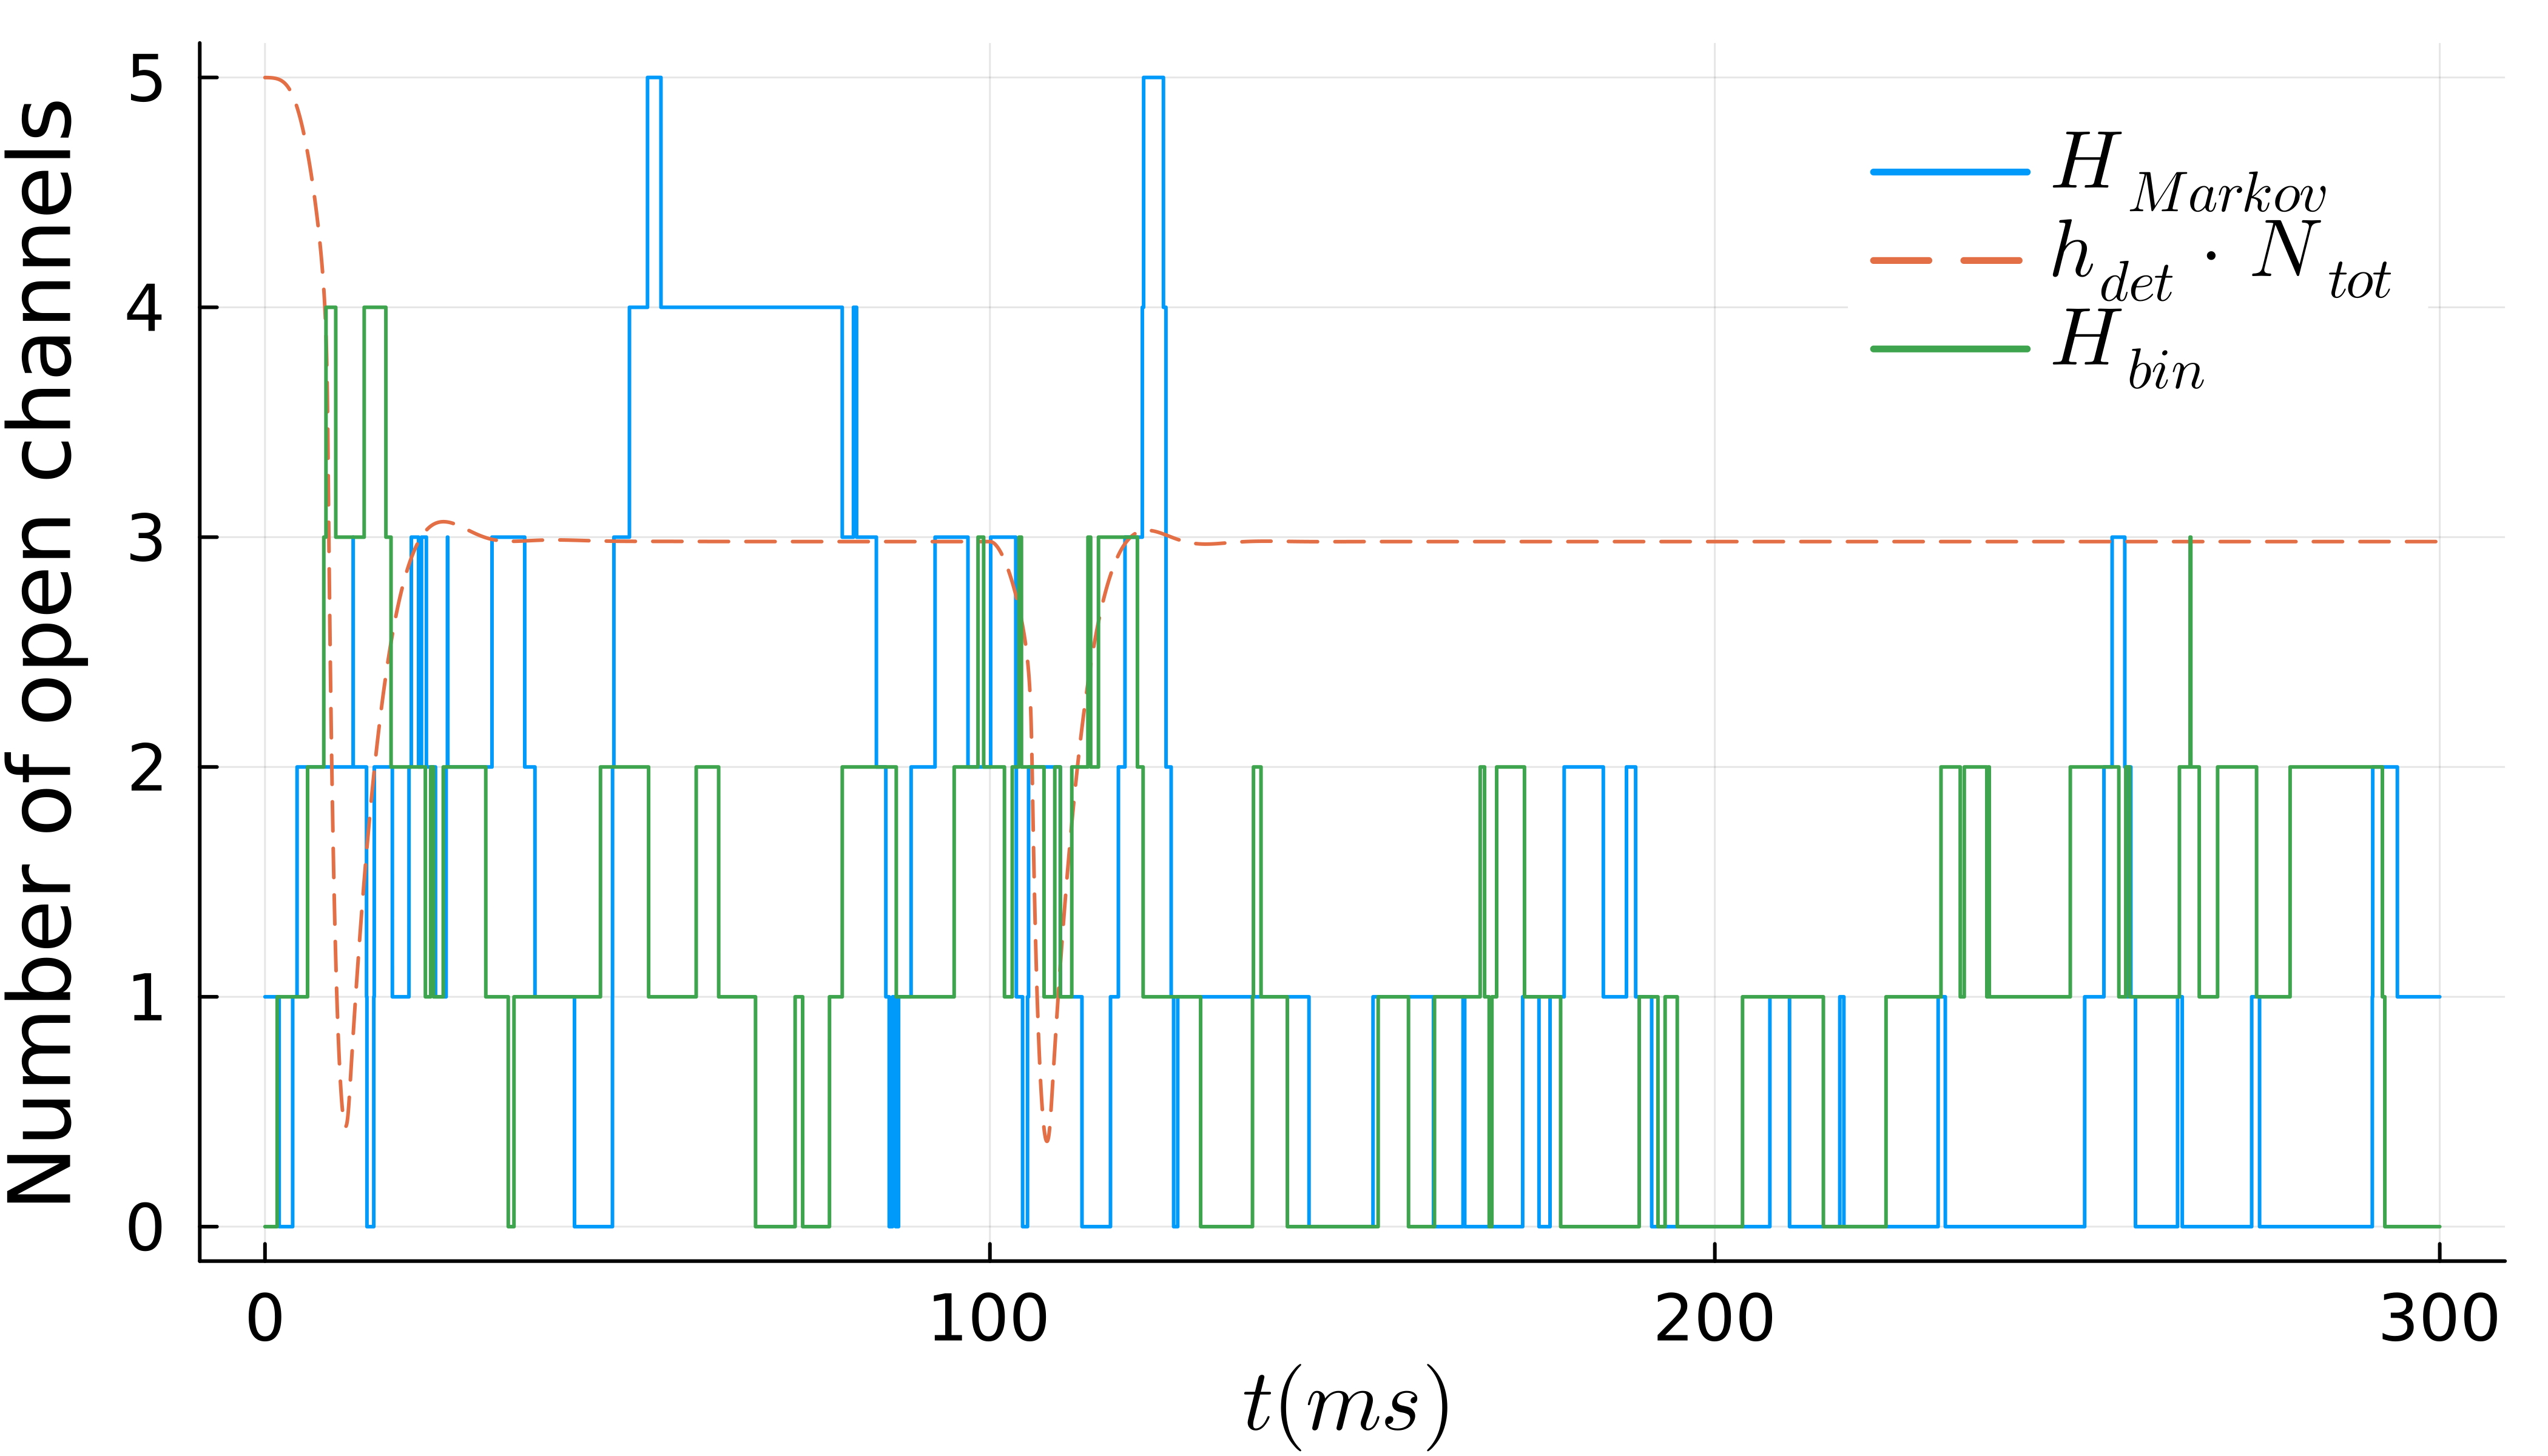 Number of open channels
5
4
3
2
1
0
H_Markov
h_det · N_tot
H_bin
0 100 200 300
t(ms)